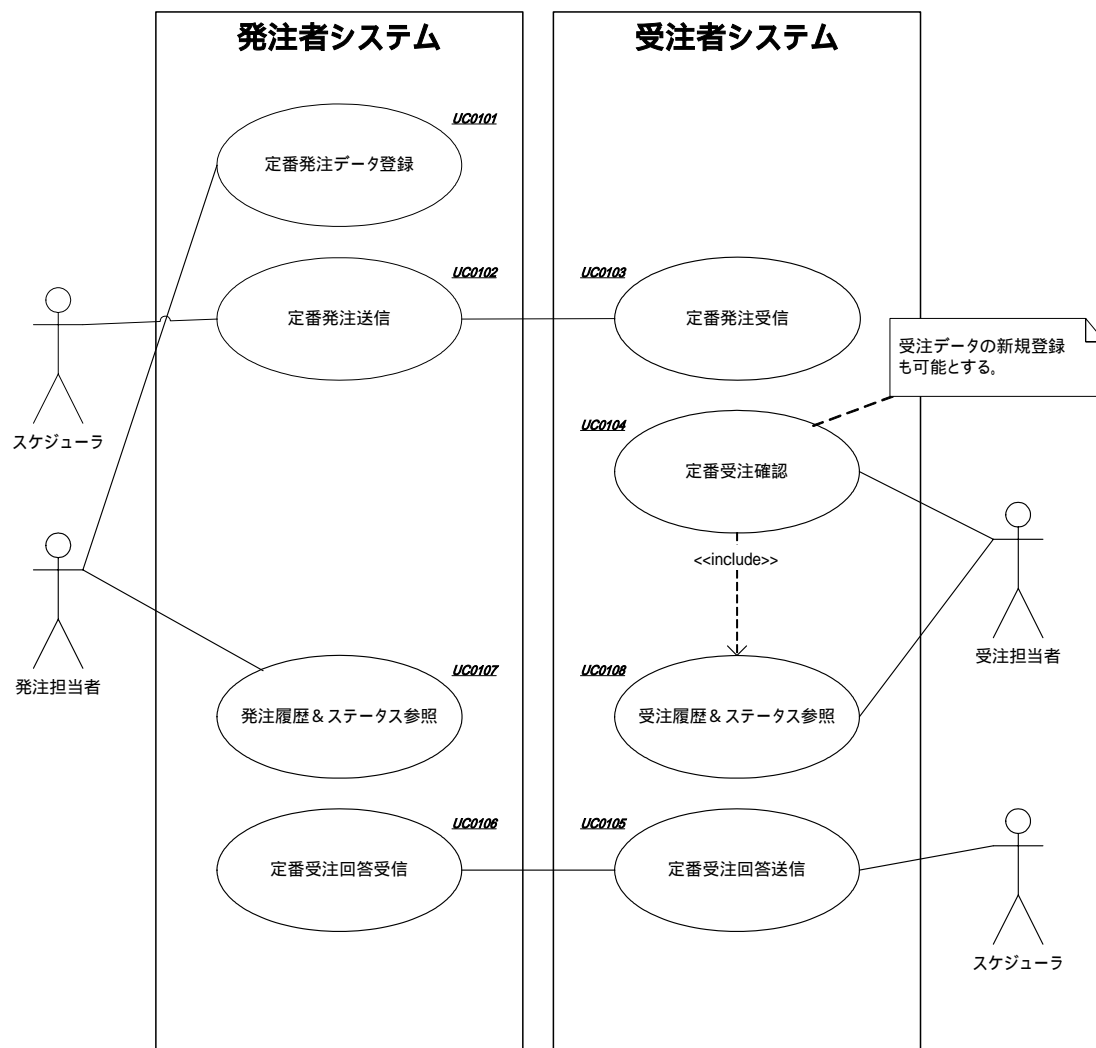 発注者システム
受注者システム
UC0101
定番発注データ登録
UC0102
定番発注送信
UC0103
定番発注受信
受注データの新規登録
も可能とする。
スケジューラ
UC0104
定番受注確認
<<include>>
発注担当者
受注担当者
UC0107
発注履歴＆ステータス参照
UC0108
受注履歴＆ステータス参照
UC0106
定番受注回答受信
UC0105
定番受注回答送信
スケジューラ